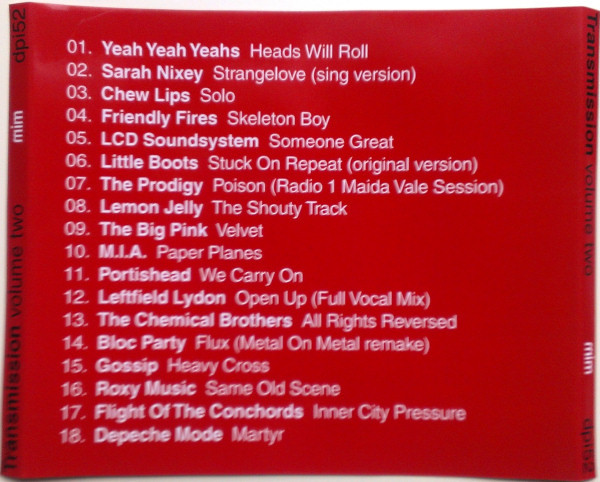 01. Yeah Yeah Yeahs Heads Will Roll
02. Sarah Nixey Strangelove (sing version)
03. Chew Lips Solo
04. Friendly Fires Skeleton Boy
05. LCD Soundsystem Someone Great
06. Little Boots Stuck On Repeat (original version)
07. The Prodigy Poison (Radio 1 Maida Vale Session)
08. Lemon Jelly The Shouty Track
09. The Big Pink Velvet
10. M.I.A. Paper Planes
11. Portishead We Carry On
12. Leftfield Lydon Open Up (Full Vocal Mix)
13. The Chemical Brothers All Rights Reversed
14. Bloc Party Flux (Metal On Metal remake)
15. Gossip Heavy Cross
16. Roxy Music Same Old Scene
17. Flight Of The Conchords Inner City Pressure
18. Depeche Mode Martyr
Transmission volume two mim dpi52
Transmission volume two mim dpi52